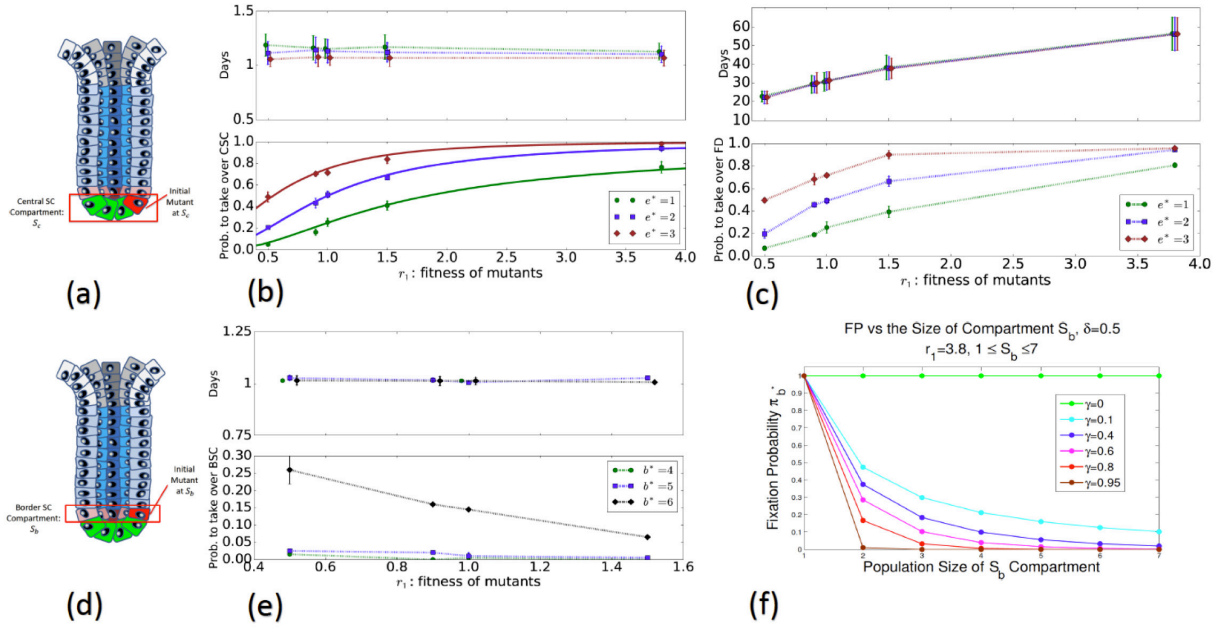 Central SC
Compartment:
S_c
Initial
Mutant
at S_c
(a)
1.5
1
0.5
Days
1.0
0.8
0.6
0.4
0.2
0.0
Prob. to take over CSC
e* = 1
e* = 2
e* = 3
0.5 1.0 1.5 2.0 2.5 3.0 3.5 4.0
r₁: fitness of mutants
(b)
60
50
40
30
20
10
Days
1.0
0.8
0.6
0.4
0.2
0.0
Prob. to take over FD
e* = 1
e* = 2
e* = 3
0.5 1.0 1.5 2.0 2.5 3.0 3.5 4.0
r₁: fitness of mutants
(c)
Border SC
Compartment:
S_b
Initial
Mutant
at S_b
(d)
1.25
1
0.75
Days
0.30
0.25
0.20
0.15
0.10
0.05
0.00
Prob. to take over BSC
b* = 4
b* = 5
b* = 6
0.4 0.6 0.8 1.0 1.2 1.4 1.6
r₁: fitness of mutants
(e)
FP vs the Size of Compartment S_b, δ=0.5
r₁=3.8, 1 ≤ S_b ≤7
1
0.9
0.8
0.7
0.6
0.5
0.4
0.3
0.2
0.1
0
Fixation Probability π_b*
γ=0
γ=0.1
γ=0.4
γ=0.6
γ=0.8
γ=0.95
1 2 3 4 5 6 7
Population Size of S_b Compartment
(f)